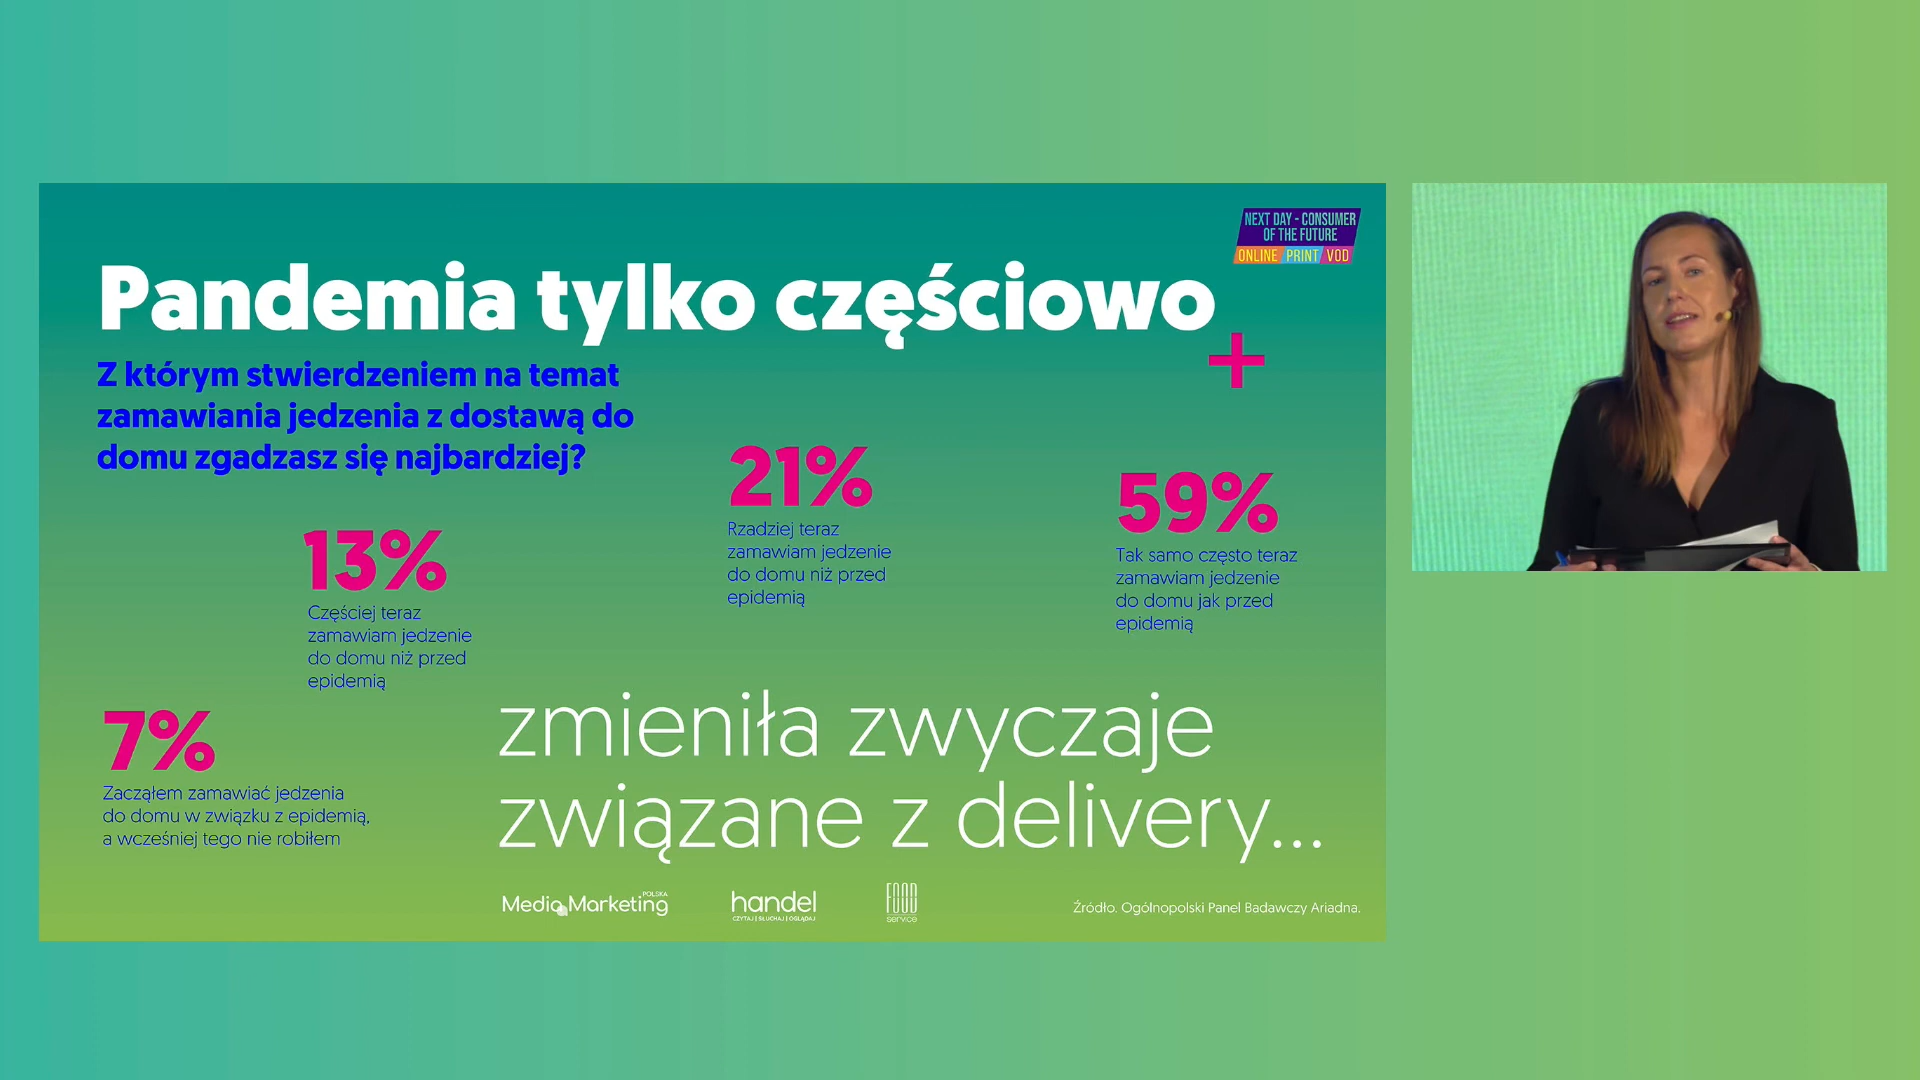 NEXT DAY - CONSUMER
OF THE FUTURE
ONLINE PRINT VOD
Pandemia tylko częściowo
+
Z którym stwierdzeniem na temat
zamawiania jedzenia z dostawą do
domu zgadzasz się najbardziej?
21%
Rzadziej teraz
zamawiam jedzenie
do domu niż przed
epidemią
59%
Tak samo często teraz
zamawiam jedzenie
do domu jak przed
epidemią
13%
Częściej teraz
zamawiam jedzenie
do domu niż przed
epidemią
7%
Zacząłem zamawiać jedzenia
do domu w związku z epidemią,
a wcześniej tego nie robiłem
zmieniła zwyczaje
związane z delivery...
Media Marketing
POLSKA
handel
CZYTAJ | SŁUCHAJ | OGLĄDAJ
FOOD
service
Źródło. Ogólnopolski Panel Badawczy Ariadna.